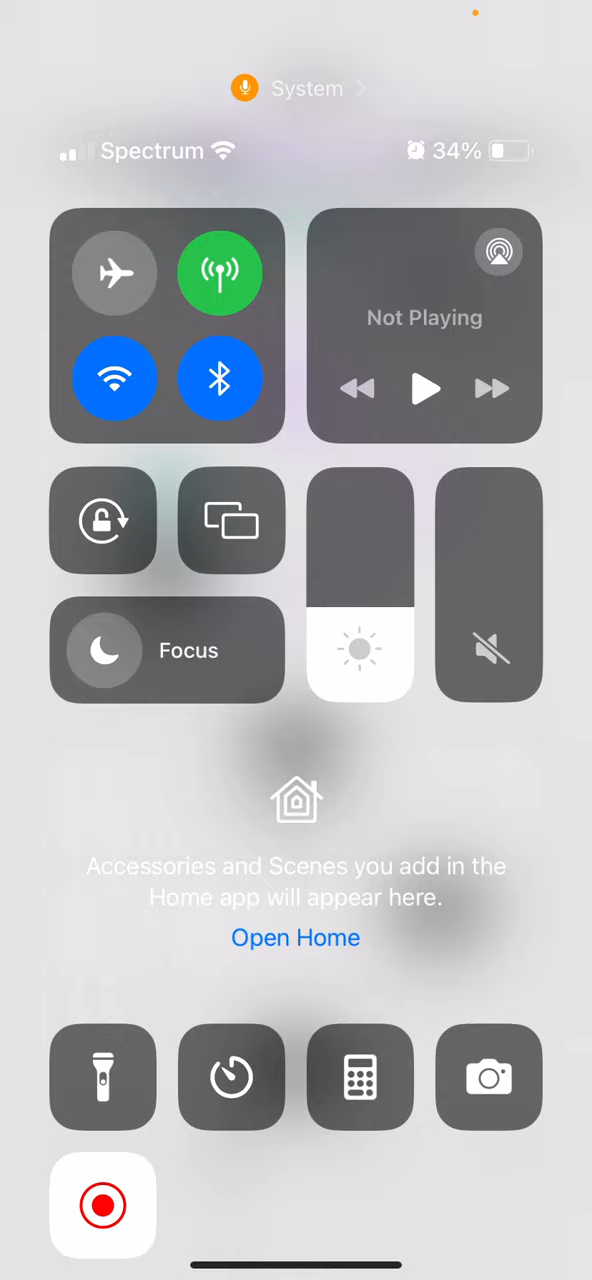 System
Spectrum
34%
Not Playing
Focus
Accessories and Scenes you add in the
Home app will appear here.
Open Home